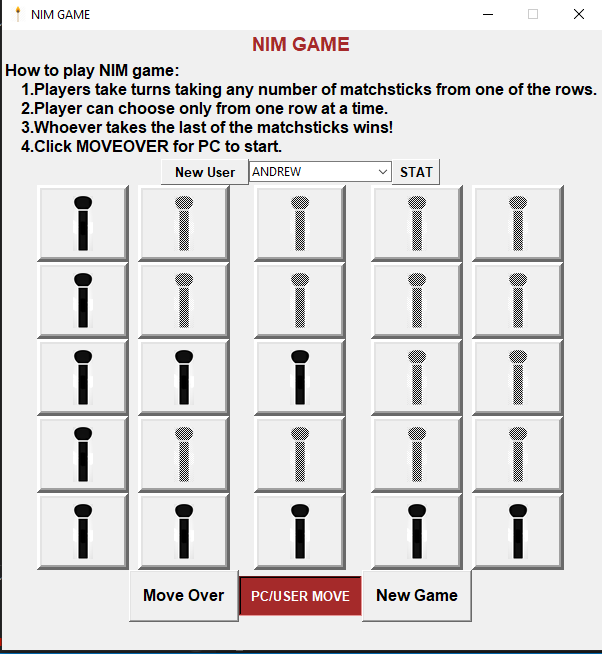 NIM GAME
NIM GAME
How to play NIM game:
1.Players take turns taking any number of matchsticks from one of the rows.
2.Player can choose only from one row at a time.
3.Whoever takes the last of the matchsticks wins!
4.Click MOVEOVER for PC to start.
New User ANDREW STAT
Move Over PC/USER MOVE New Game